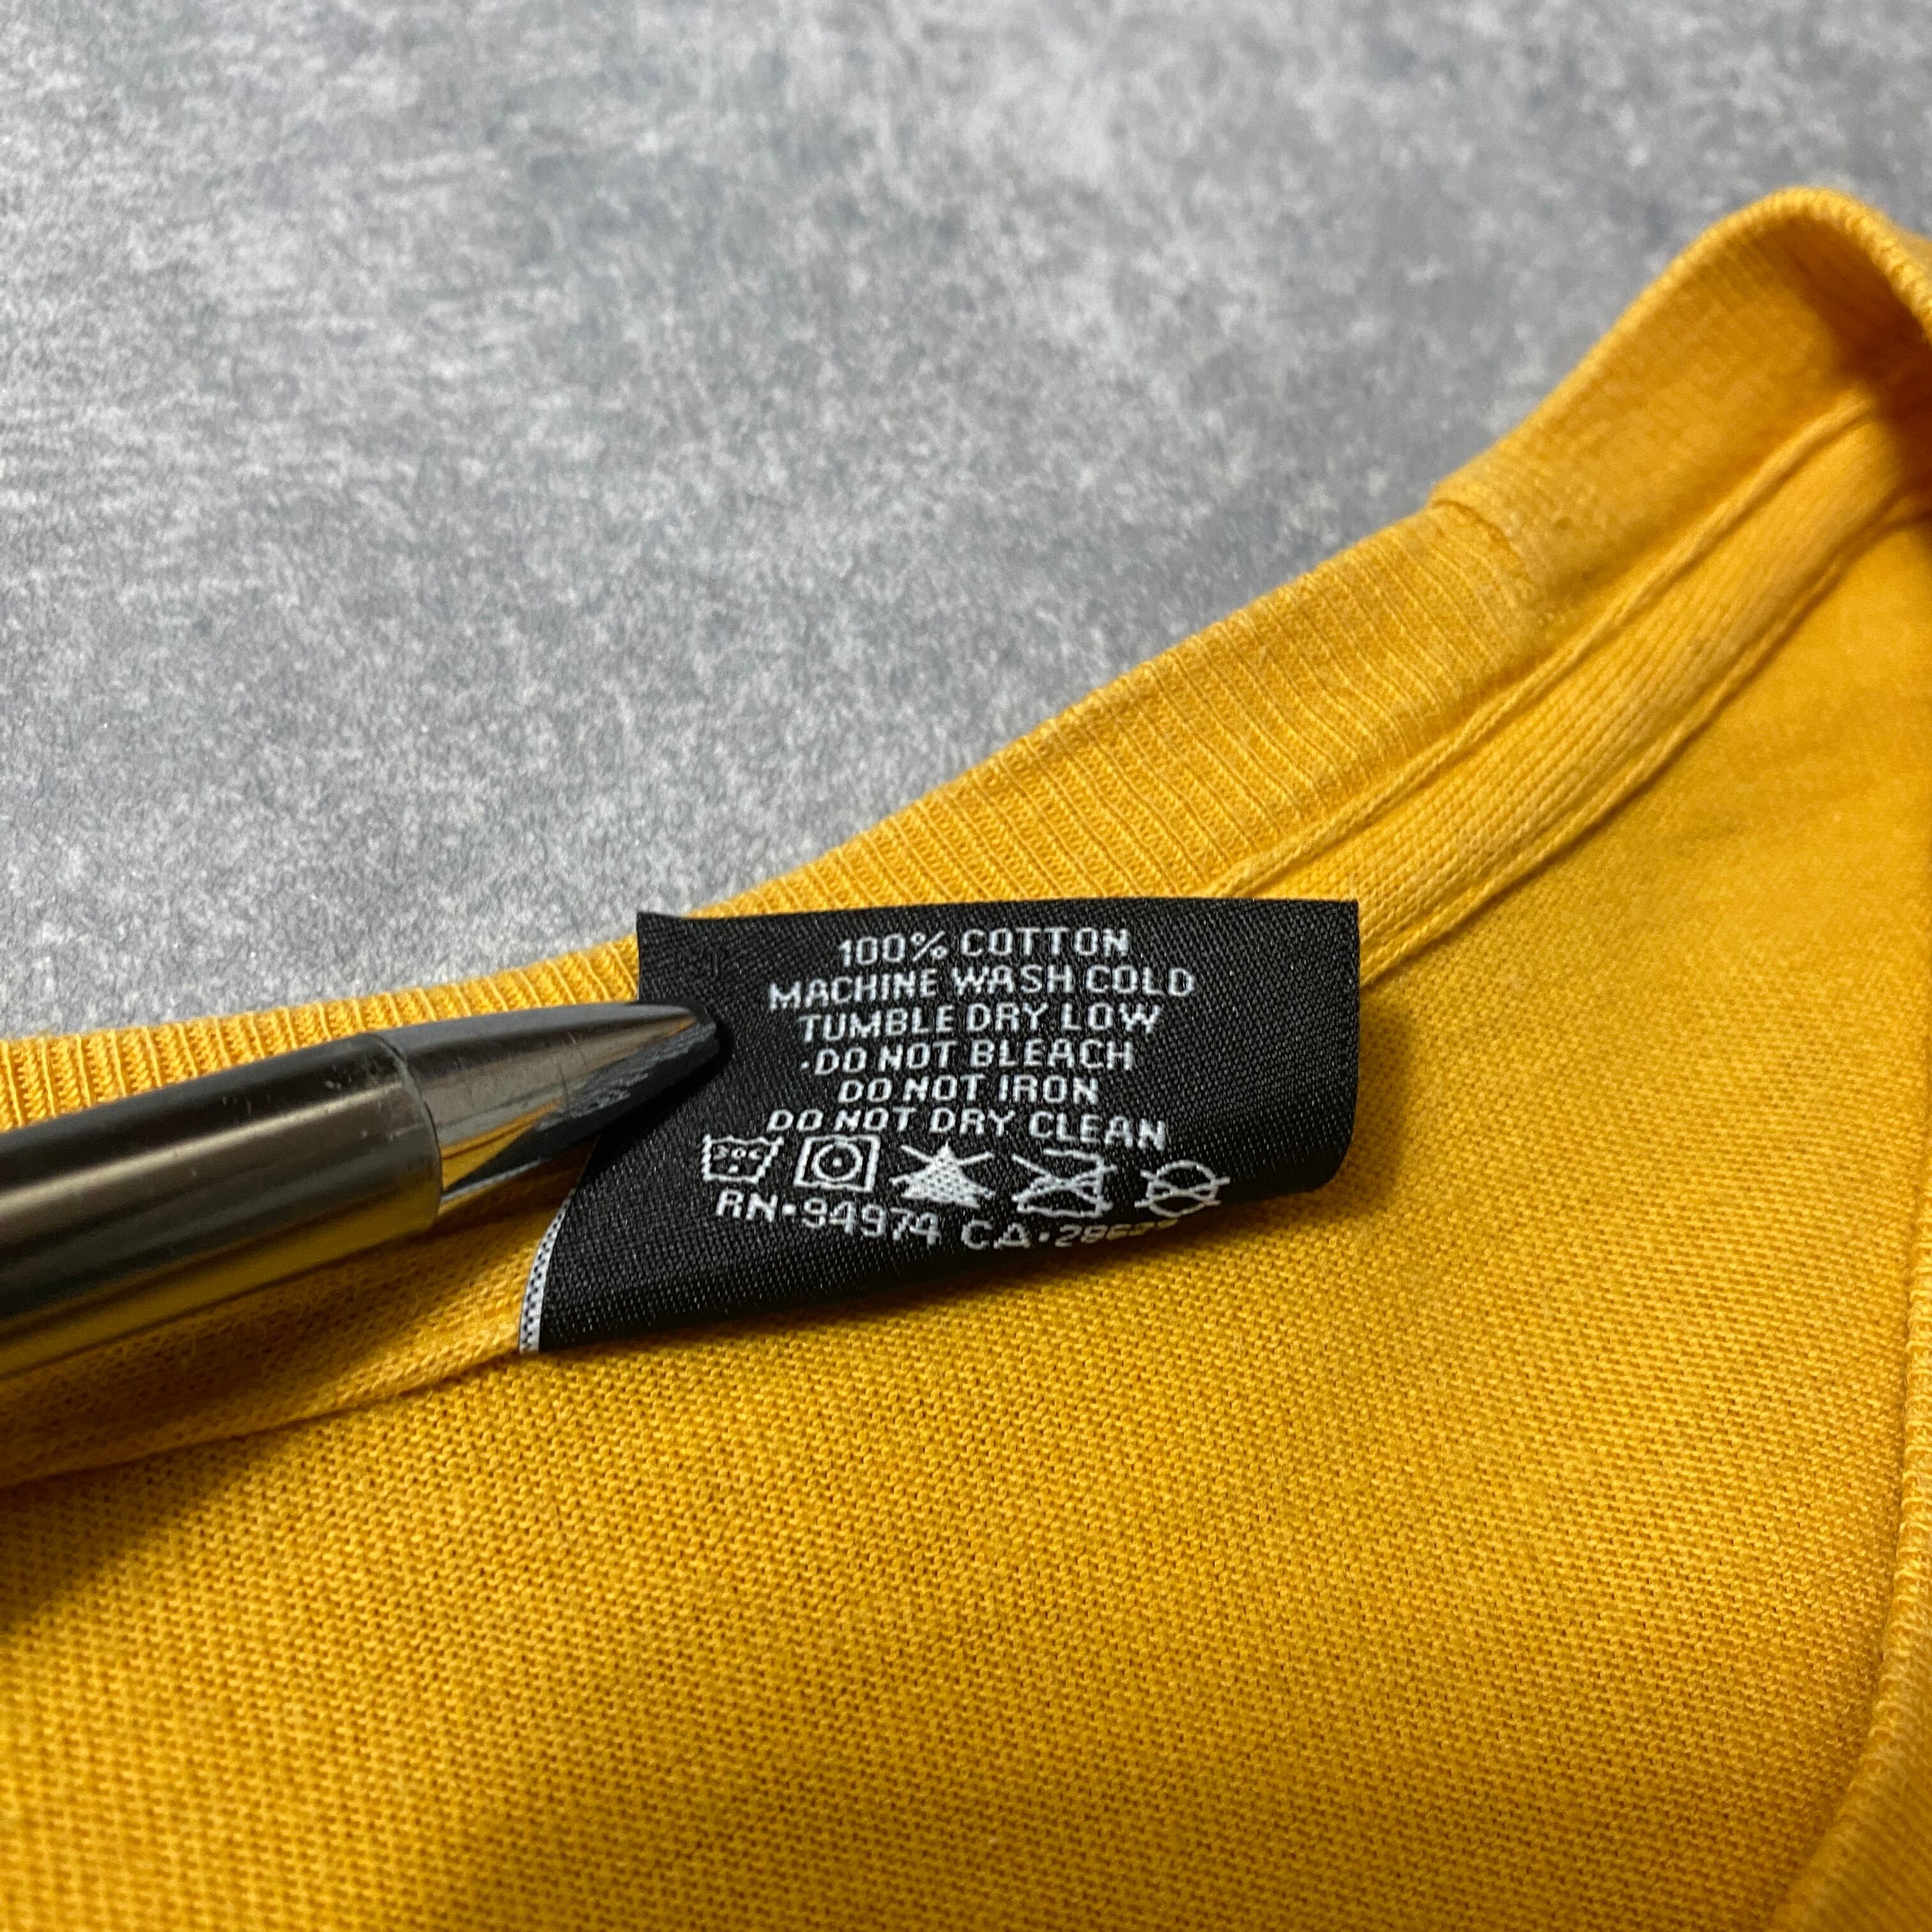 100% COTTON
MACHINE WASH COLD
TUMBLE DRY LOW
·DO NOT BLEACH
DO NOT IRON
DO NOT DRY CLEAN
30C
RN·94974 CA·